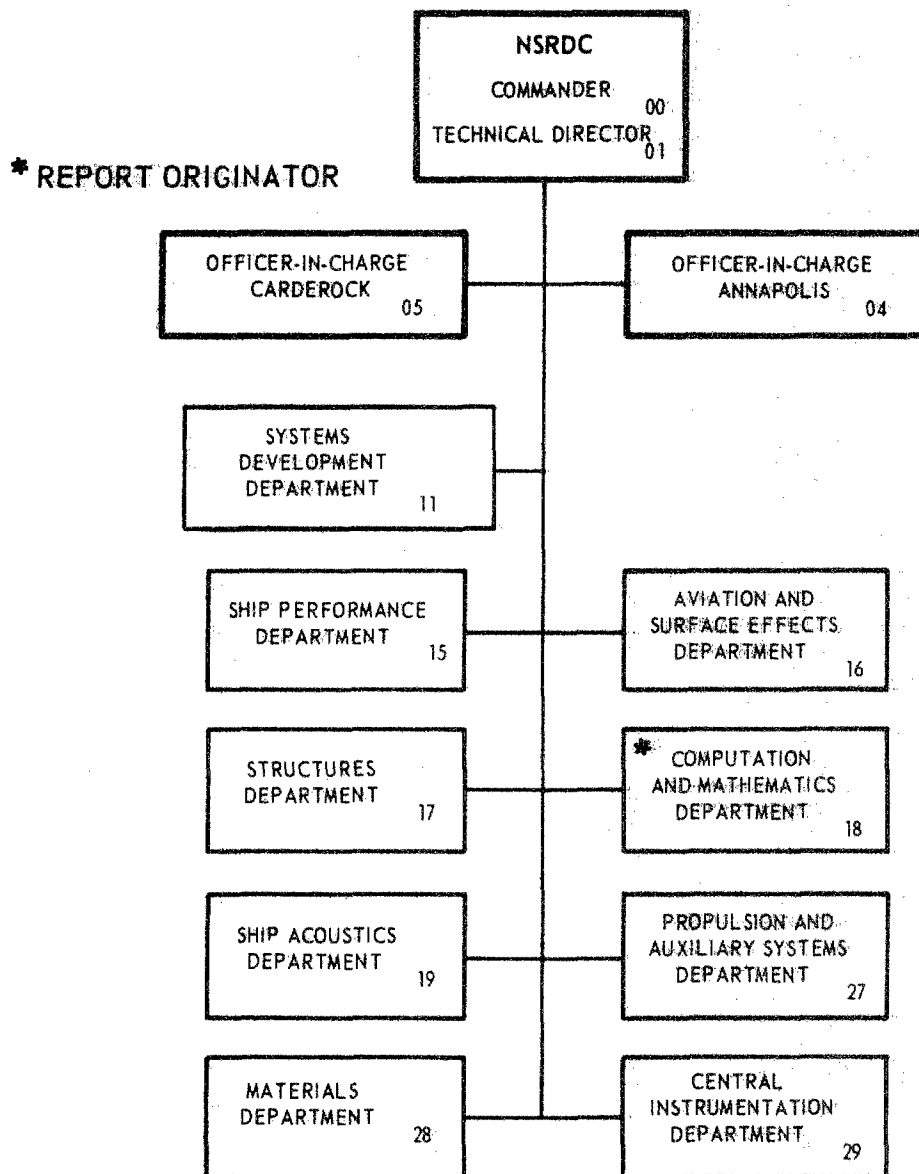 NSRDC
COMMANDER
00
TECHNICAL DIRECTOR
01
* REPORT ORIGINATOR
OFFICER-IN-CHARGE
CARDEROCK
05
OFFICER-IN-CHARGE
ANNAPOLIS
04
SYSTEMS
DEVELOPMENT
DEPARTMENT
11
SHIP PERFORMANCE
DEPARTMENT
15
AVIATION AND
SURFACE EFFECTS
DEPARTMENT
16
STRUCTURES
DEPARTMENT
17
* COMPUTATION
AND MATHEMATICS
DEPARTMENT
18
SHIP ACOUSTICS
DEPARTMENT
19
PROPULSION AND
AUXILIARY SYSTEMS
DEPARTMENT
27
MATERIALS
DEPARTMENT
28
CENTRAL
INSTRUMENTATION
DEPARTMENT
29